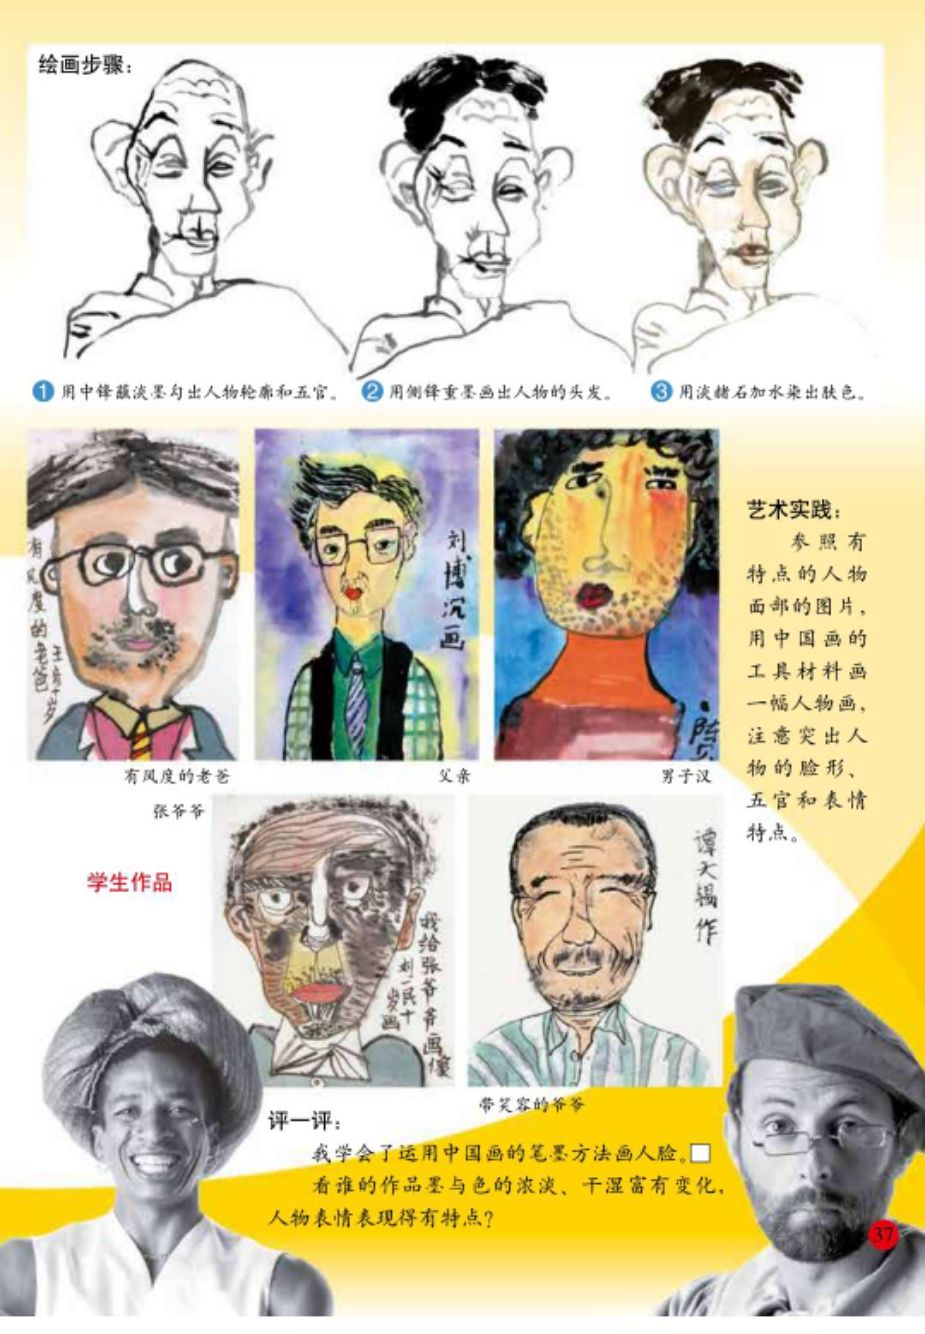 绘画步骤：
1 用中锋蘸淡墨勾出人物轮廓和五官。
2 用侧锋重墨画出人物的头发。
3 用淡赭石加水染出肤色。
有风度的老爸
王彦十岁
刘博沉画
陈
有风度的老爸
父亲
男子汉
艺术实践：
参照有
特点的人物
面部的图片，
用中国画的
工具材料画
一幅人物画，
注意突出人
物的脸形、
五官和表情
特点。
张爷爷
学生作品
我给张爷爷画像
刘一民十
岁画
作
带笑容的爷爷
评一评：
我学会了运用中国画的笔墨方法画人脸。
看谁的作品墨与色的浓淡、干湿富有变化，
人物表情表现得有特点？
37